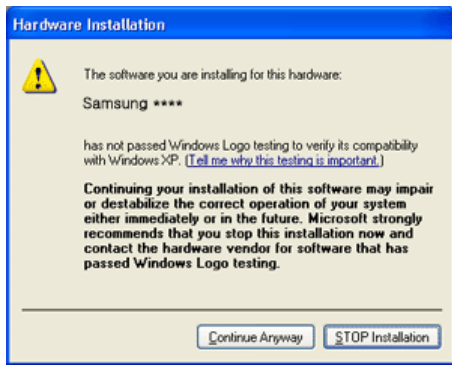 Hardware Installation
The software you are installing for this hardware:
Samsung ****
has not passed Windows Logo testing to verify its compatibility
with Windows XP. (Tell me why this testing is important.)
Continuing your installation of this software may impair
or destabilize the correct operation of your system
either immediately or in the future. Microsoft strongly
recommends that you stop this installation now and
contact the hardware vendor for software that has
passed Windows Logo testing.
Continue Anyway STOP Installation